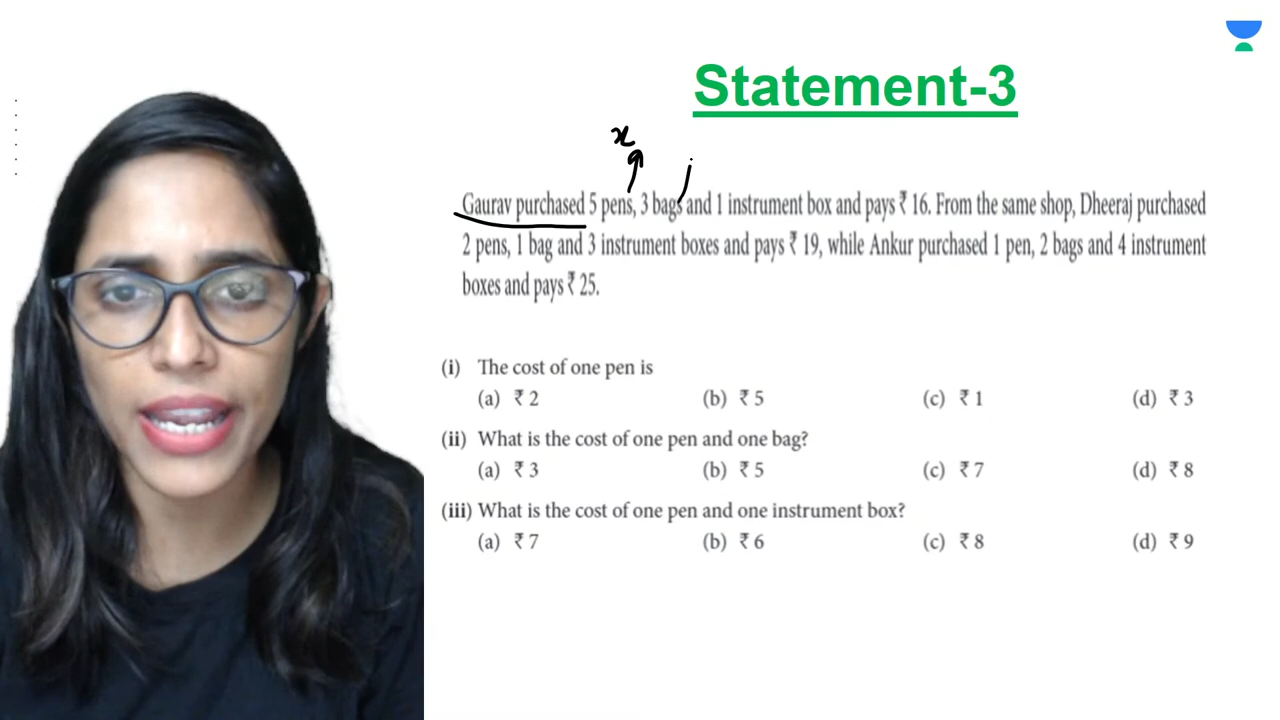 Statement-3
x
Gaurav purchased 5 pens, 3 bags and 1 instrument box and pays ₹ 16. From the same shop, Dheeraj purchased
2 pens, 1 bag and 3 instrument boxes and pays ₹ 19, while Ankur purchased 1 pen, 2 bags and 4 instrument
boxes and pays ₹ 25.
(i) The cost of one pen is
(a) ₹ 2 (b) ₹ 5 (c) ₹ 1 (d) ₹ 3
(ii) What is the cost of one pen and one bag?
(a) ₹ 3 (b) ₹ 5 (c) ₹ 7 (d) ₹ 8
(iii) What is the cost of one pen and one instrument box?
(a) ₹ 7 (b) ₹ 6 (c) ₹ 8 (d) ₹ 9